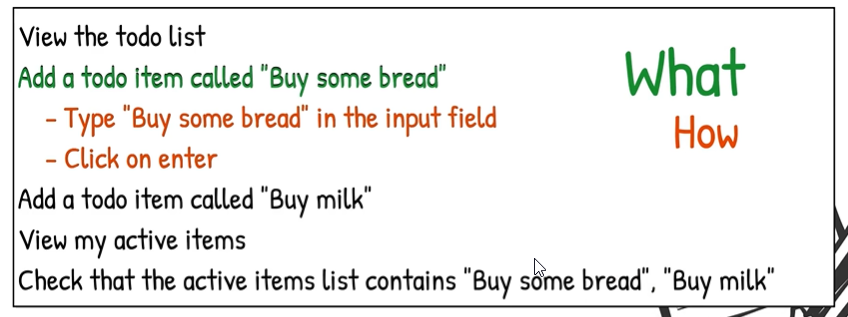 View the todo list
Add a todo item called "Buy some bread"
– Type "Buy some bread" in the input field
– Click on enter
Add a todo item called "Buy milk"
View my active items
Check that the active items list contains "Buy some bread", "Buy milk"
What
How